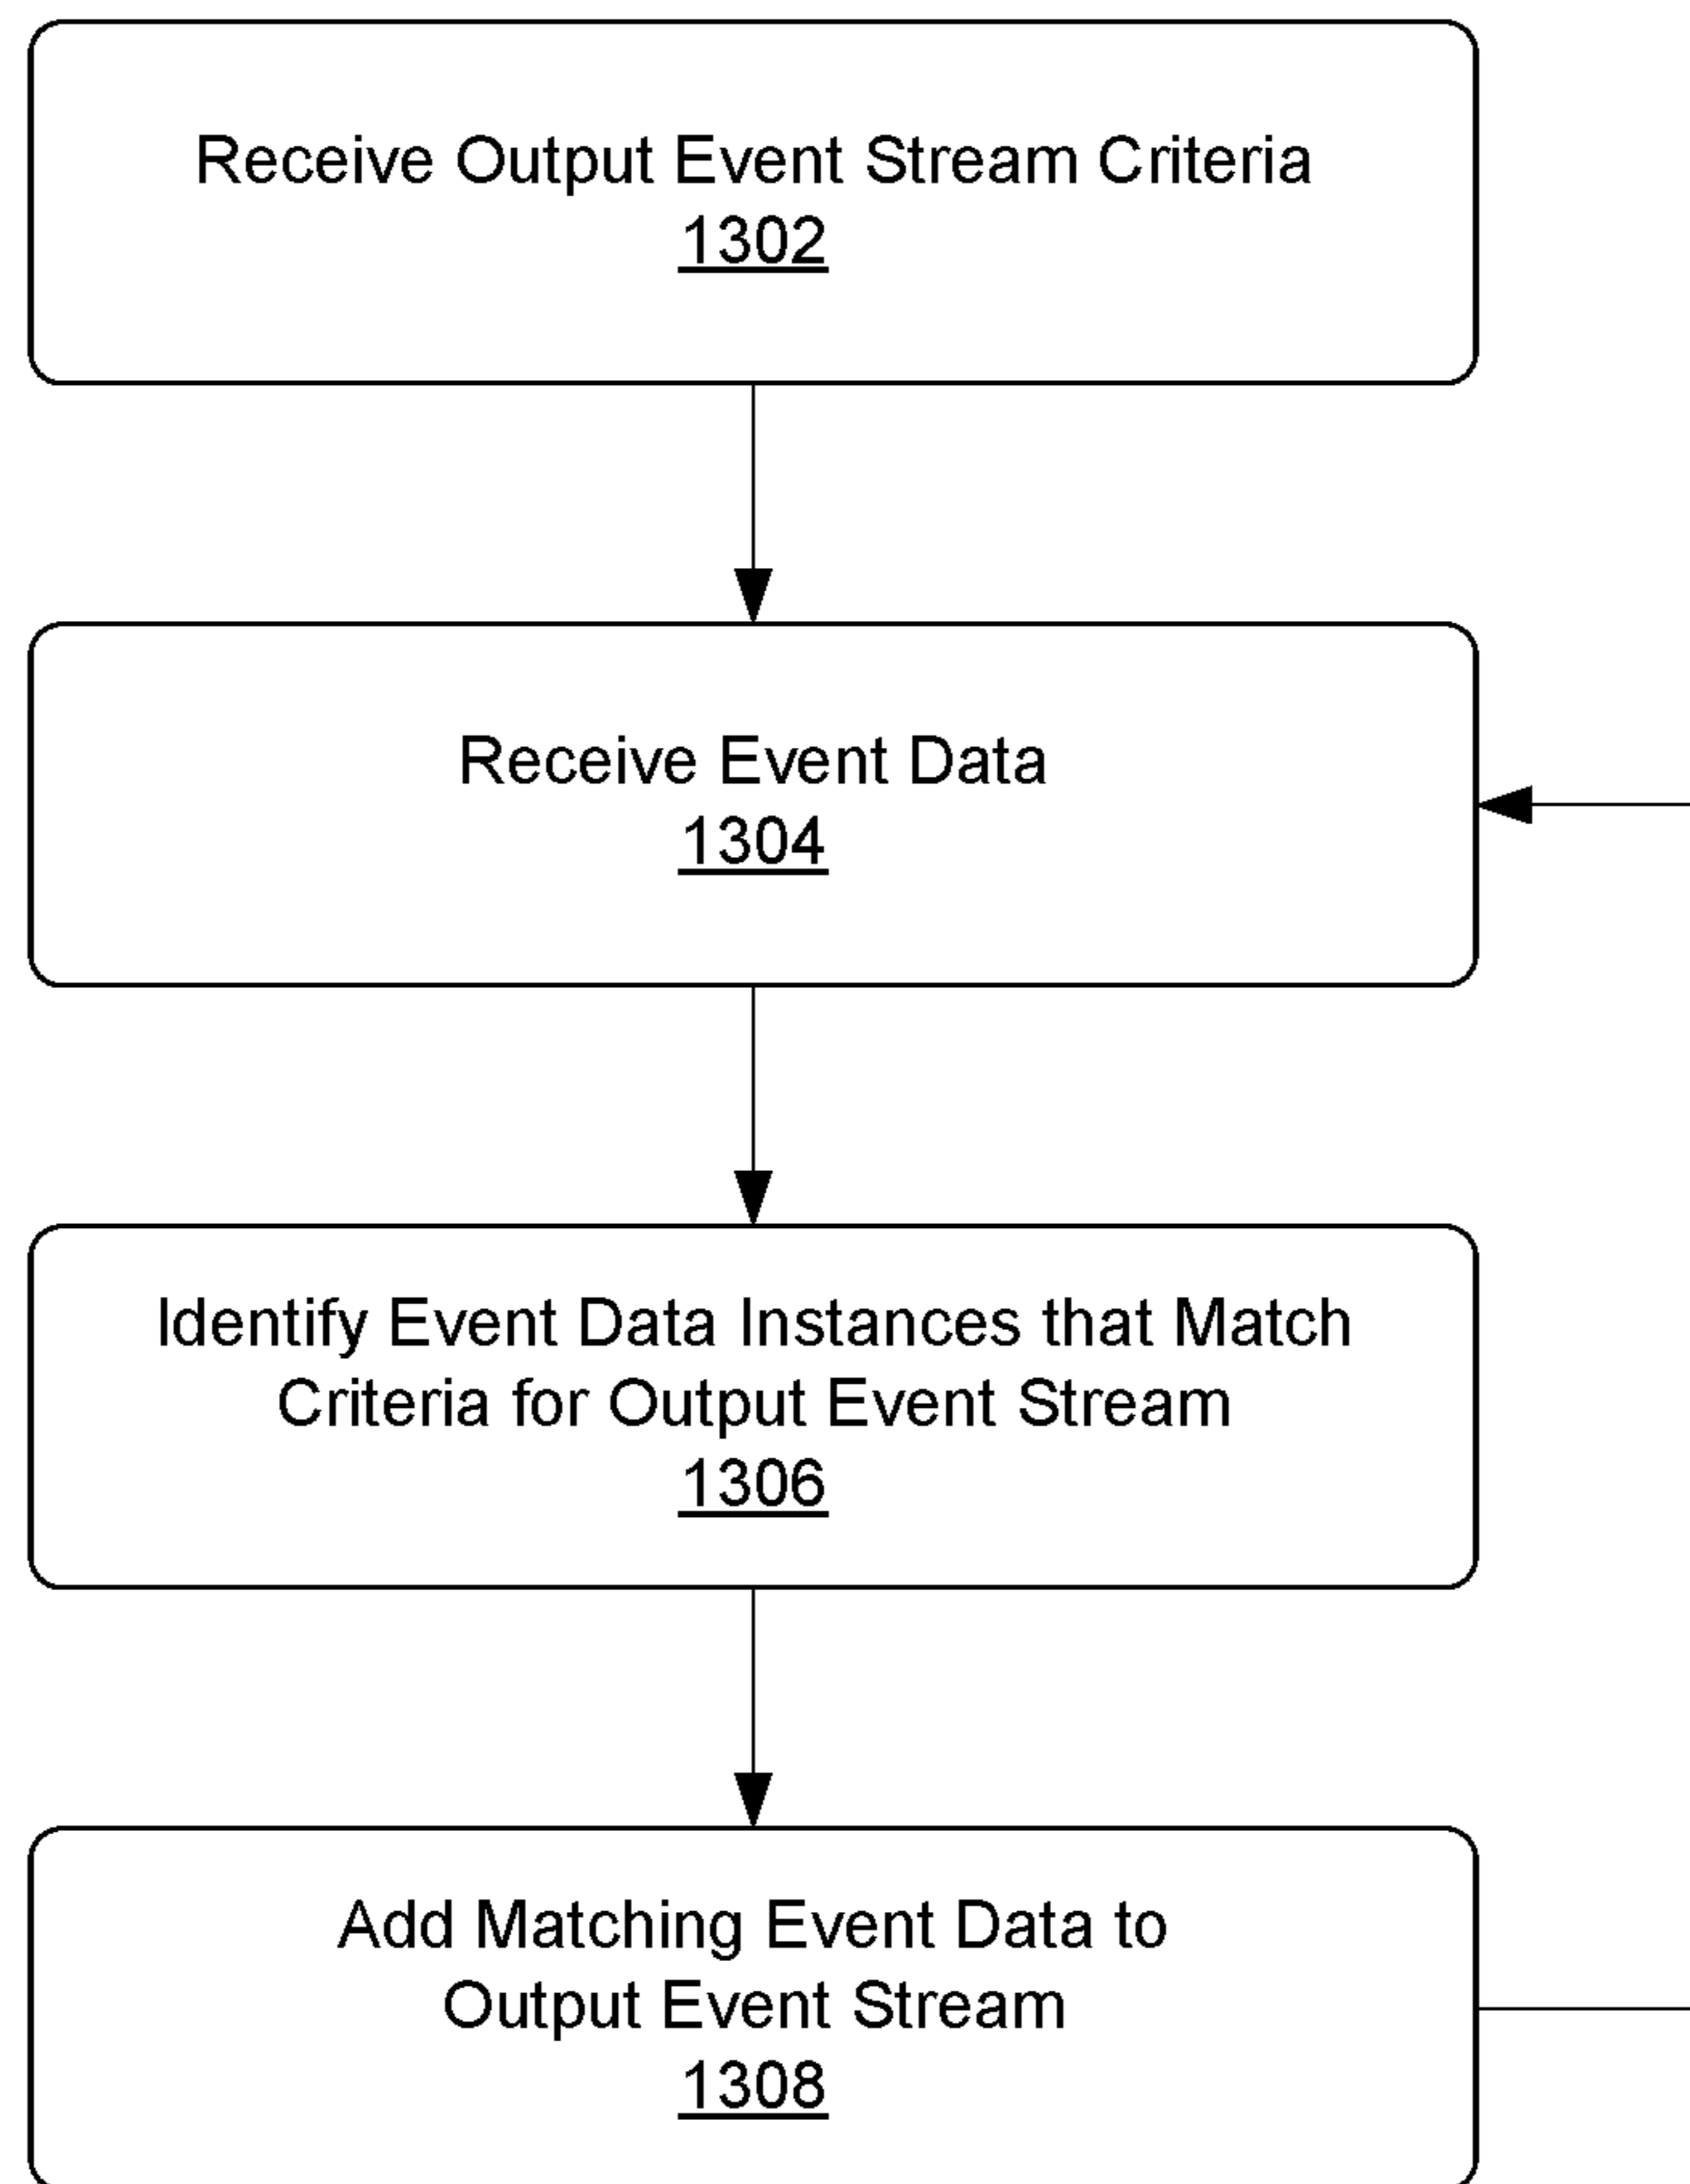 Receive Output Event Stream Criteria
1302
Receive Event Data
1304
Identify Event Data Instances that Match
Criteria for Output Event Stream
1306
Add Matching Event Data to
Output Event Stream
1308